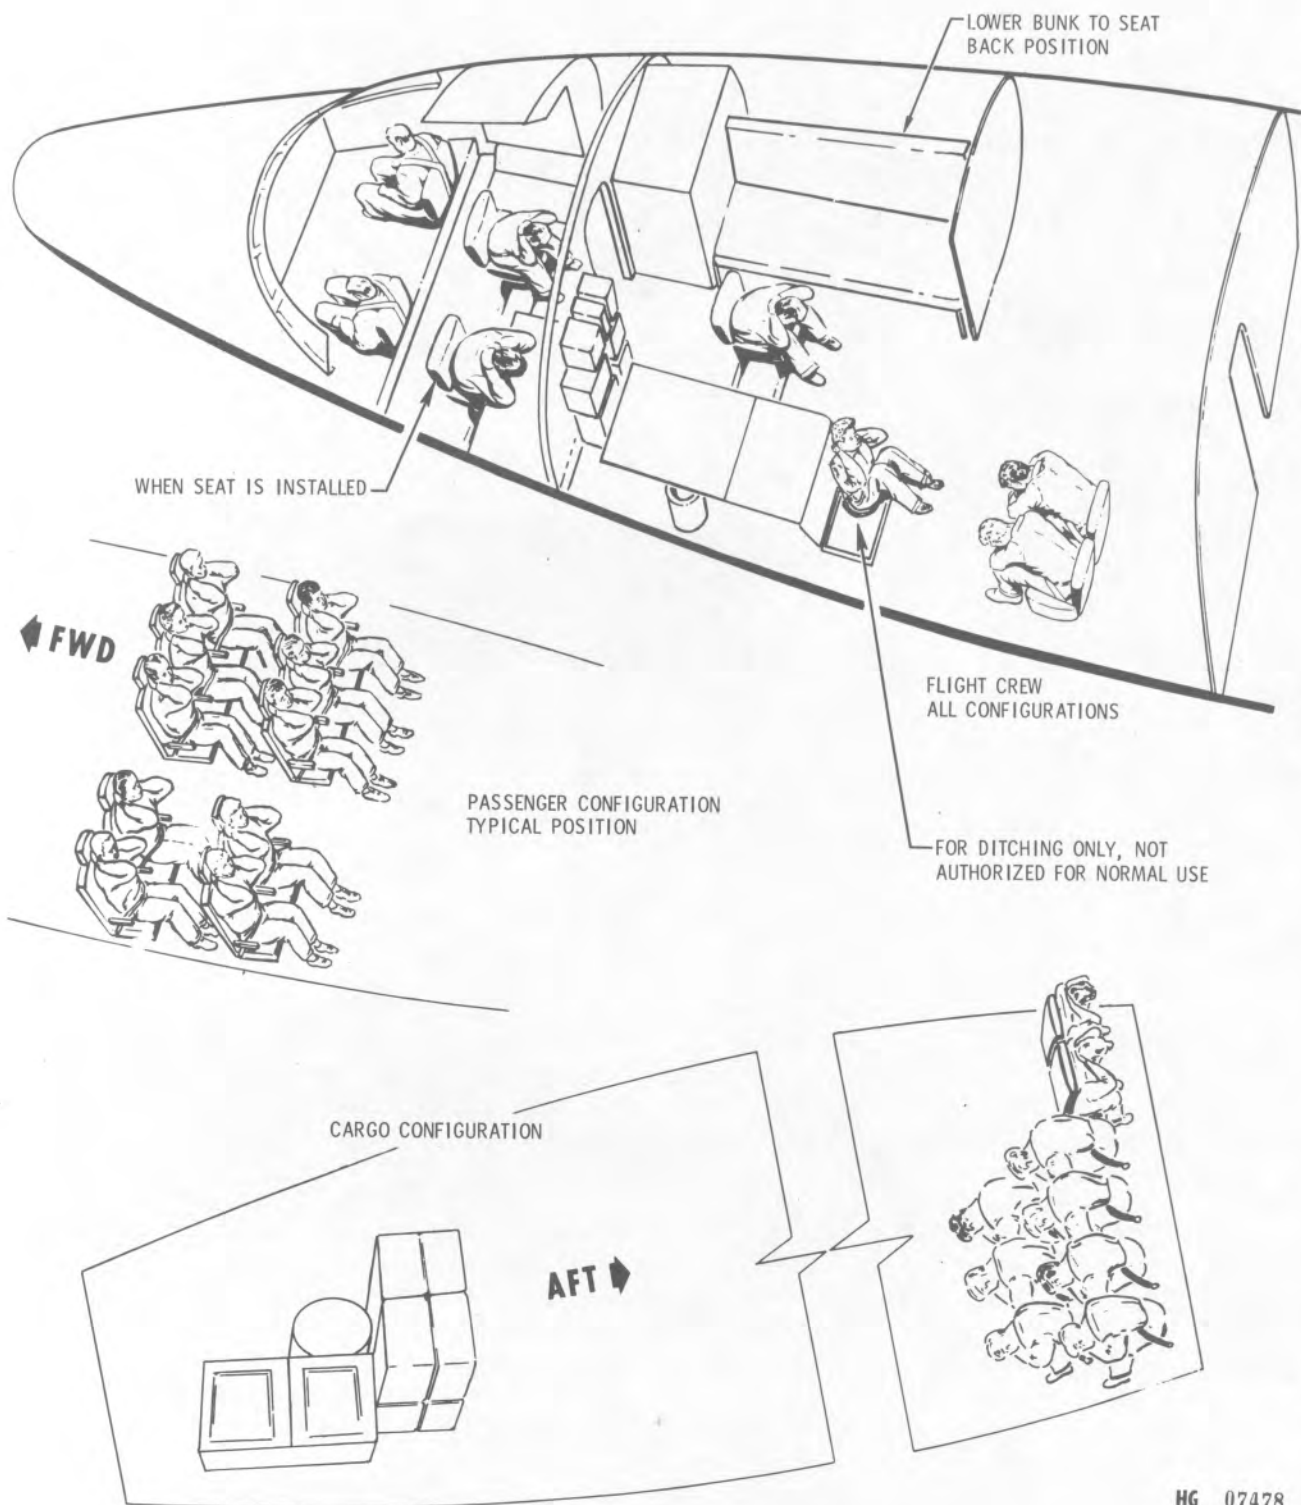 LOWER BUNK TO SEAT
BACK POSITION
WHEN SEAT IS INSTALLED
FWD
FLIGHT CREW
ALL CONFIGURATIONS
PASSENGER CONFIGURATION
TYPICAL POSITION
FOR DITCHING ONLY, NOT
AUTHORIZED FOR NORMAL USE
CARGO CONFIGURATION
AFT
HG 07478